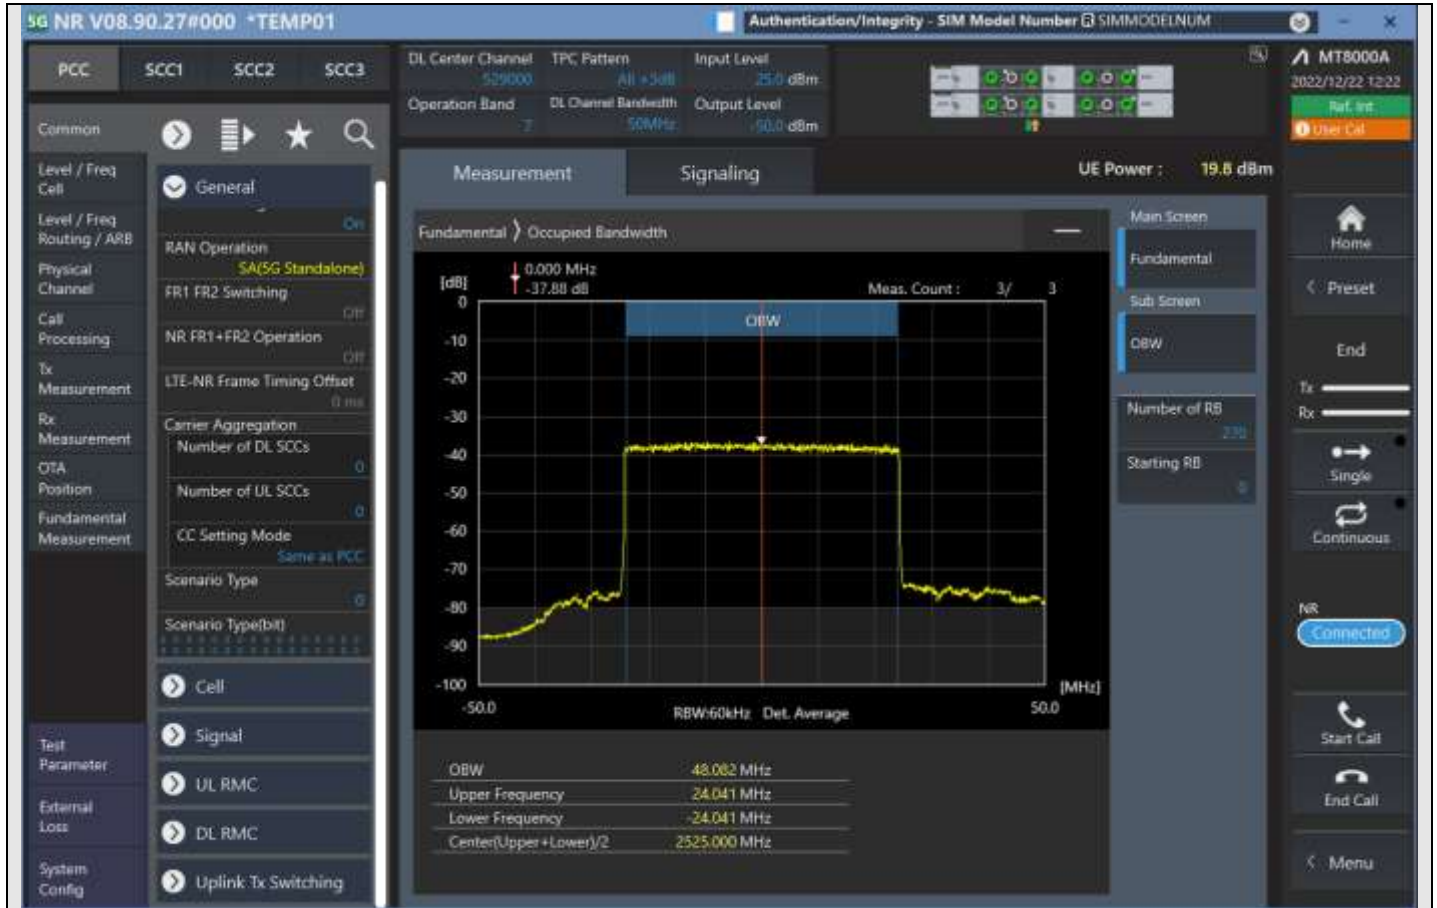 5G NR V08.90.27#000 *TEMP01
Authentication/Integrity - SIM Model Number SIMMODELNUM
PCC SCC1 SCC2 SCC3
DL Center Channel 529000
TPC Pattern All +3dB
Input Level 25.0 dBm
Operation Band 7
DL Channel Bandwidth 50MHz
Output Level -50.0 dBm
MT8000A
2022/12/22 12:22
Ref. Int.
User Cal
Common
Level / Freq
Cell
Level / Freq
Routing / ARB
Physical
Channel
Call
Processing
Tx
Measurement
Rx
Measurement
OTA
Position
Fundamental
Measurement
Test
Parameter
External
Loss
System
Config
General
On
RAN Operation
SA(5G Standalone)
FR1 FR2 Switching
Off
NR FR1+FR2 Operation
Off
LTE-NR Frame Timing Offset
0 ms
Carrier Aggregation
Number of DL SCCs
0
Number of UL SCCs
0
CC Setting Mode
Same as PCC
Scenario Type
0
Scenario Type(bit)
Cell
Signal
UL RMC
DL RMC
Uplink Tx Switching
Measurement Signaling
UE Power : 19.8 dBm
Fundamental Occupied Bandwidth
[dB]
0.000 MHz
-37.88 dB
Meas. Count : 3/ 3
OBW
0
-10
-20
-30
-40
-50
-60
-70
-80
-90
-100
[MHz]
-50.0 RBW:60kHz Det. Average 50.0
OBW 48.082 MHz
Upper Frequency 24.041 MHz
Lower Frequency -24.041 MHz
Center(Upper+Lower)/2 2525.000 MHz
Main Screen
Fundamental
Sub Screen
OBW
Number of RB
270
Starting RB
0
Home
Preset
End
Tx
Rx
Single
Continuous
NR
Connected
Start Call
End Call
Menu